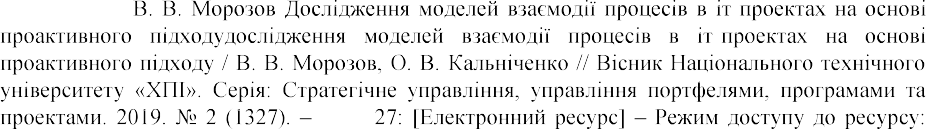 В. В. Морозов Дослідження моделей взаємодії процесів в іт проектах на основі
проактивного підходудослідження моделей взаємодії процесів в іт проектах на основі
проактивного підходу / В. В. Морозов, О. В. Кальніченко // Вісник Національного технічного
університету «ХПІ». Серія: Стратегічне управління, управління портфелями, програмами та
проектами. 2019. № 2 (1327). – 27: [Електронний ресурс] – Режим доступу до ресурсу: